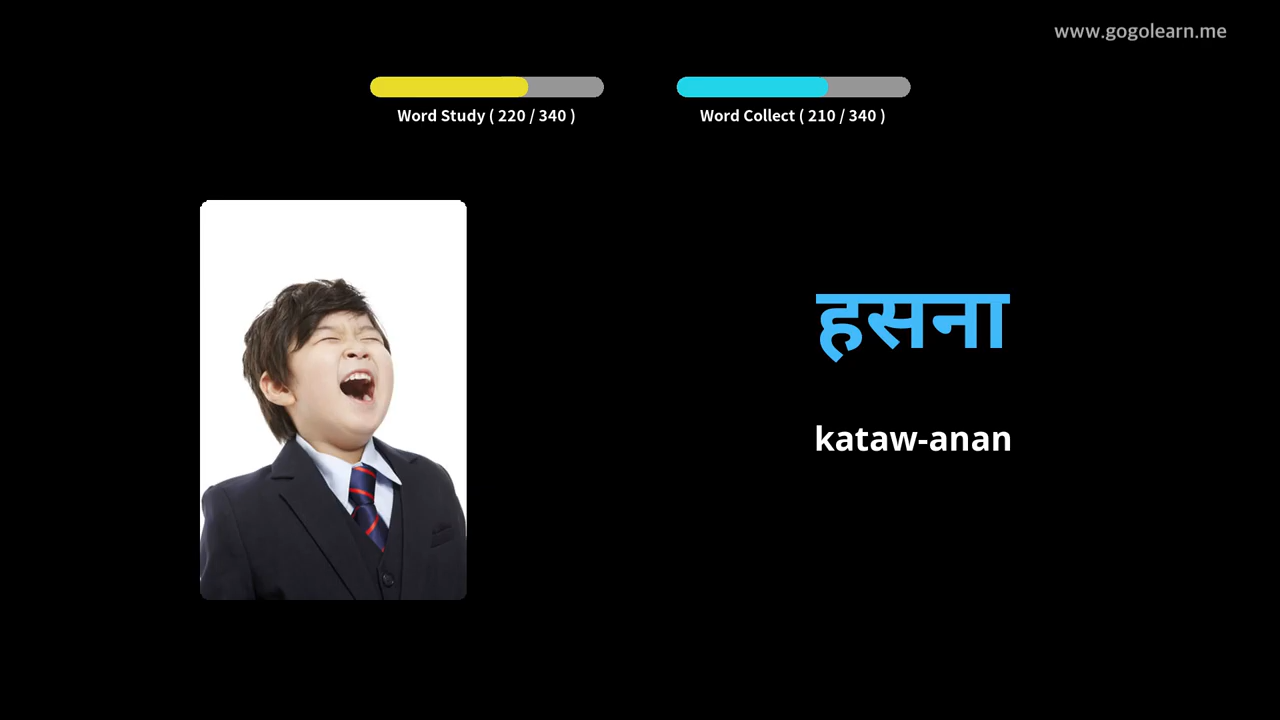 www.gogolearn.me
Word Study ( 220 / 340 )
Word Collect ( 210 / 340 )
हसना
kataw-anan